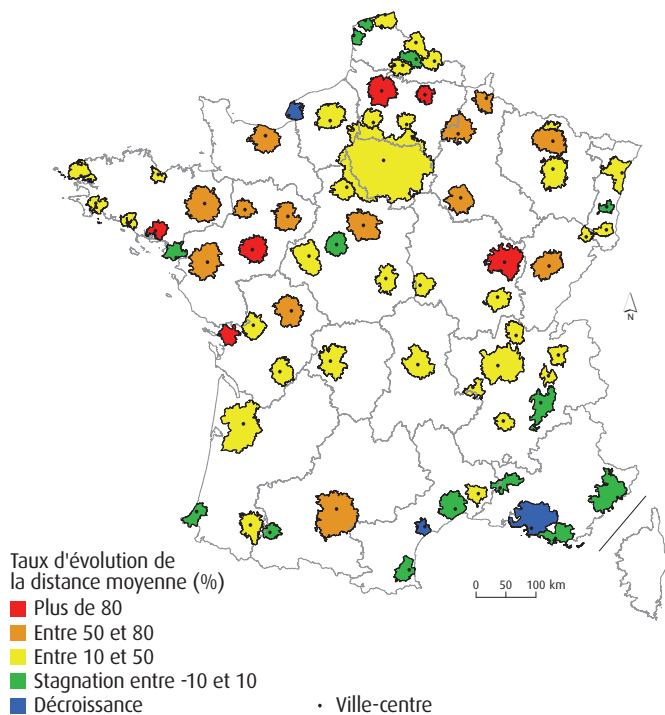 N
0 50 100 km
Taux d'évolution de
la distance moyenne (%)
Plus de 80
Entre 50 et 80
Entre 10 et 50
Stagnation entre -10 et 10
Décroissance
· Ville-centre